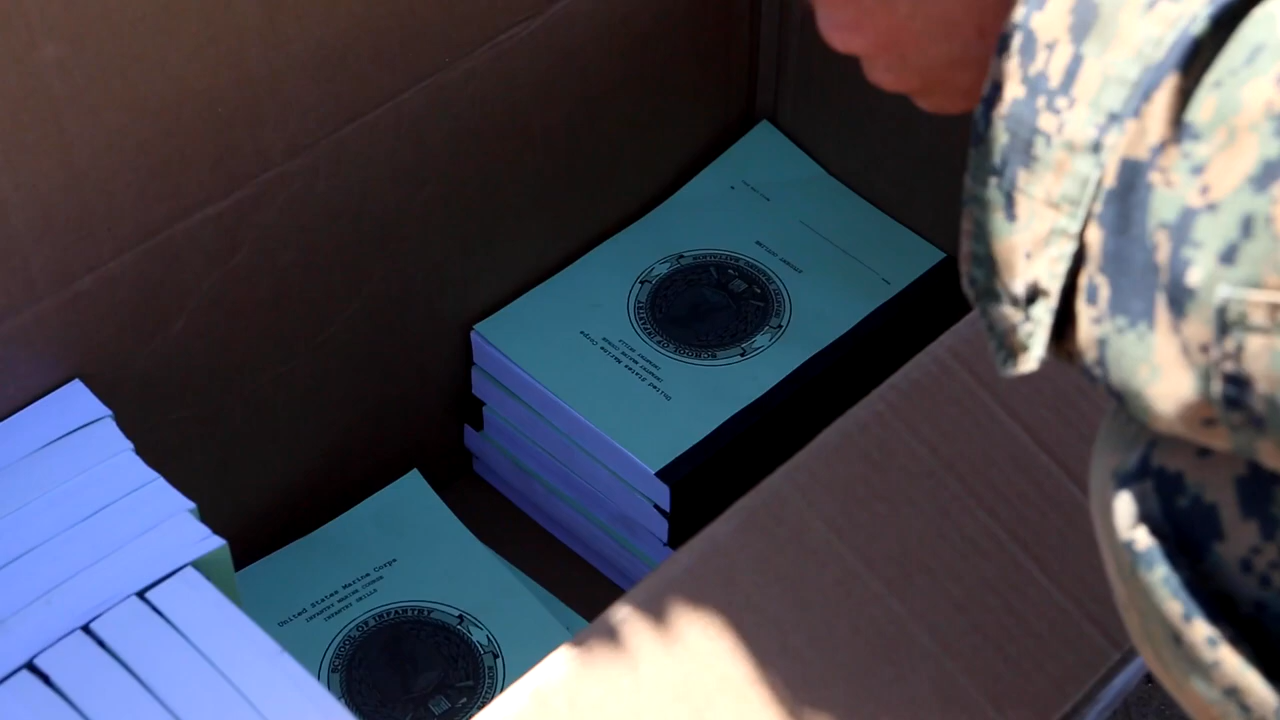 United States Marine Corps
INFANTRY MARINE COURSE
INFANTRY SKILLS
SCHOOL OF INFANTRY
STUDENT OUTLINE
United States Marine Corps
INFANTRY MARINE COURSE
INFANTRY SKILLS
SCHOOL OF INFANTRY